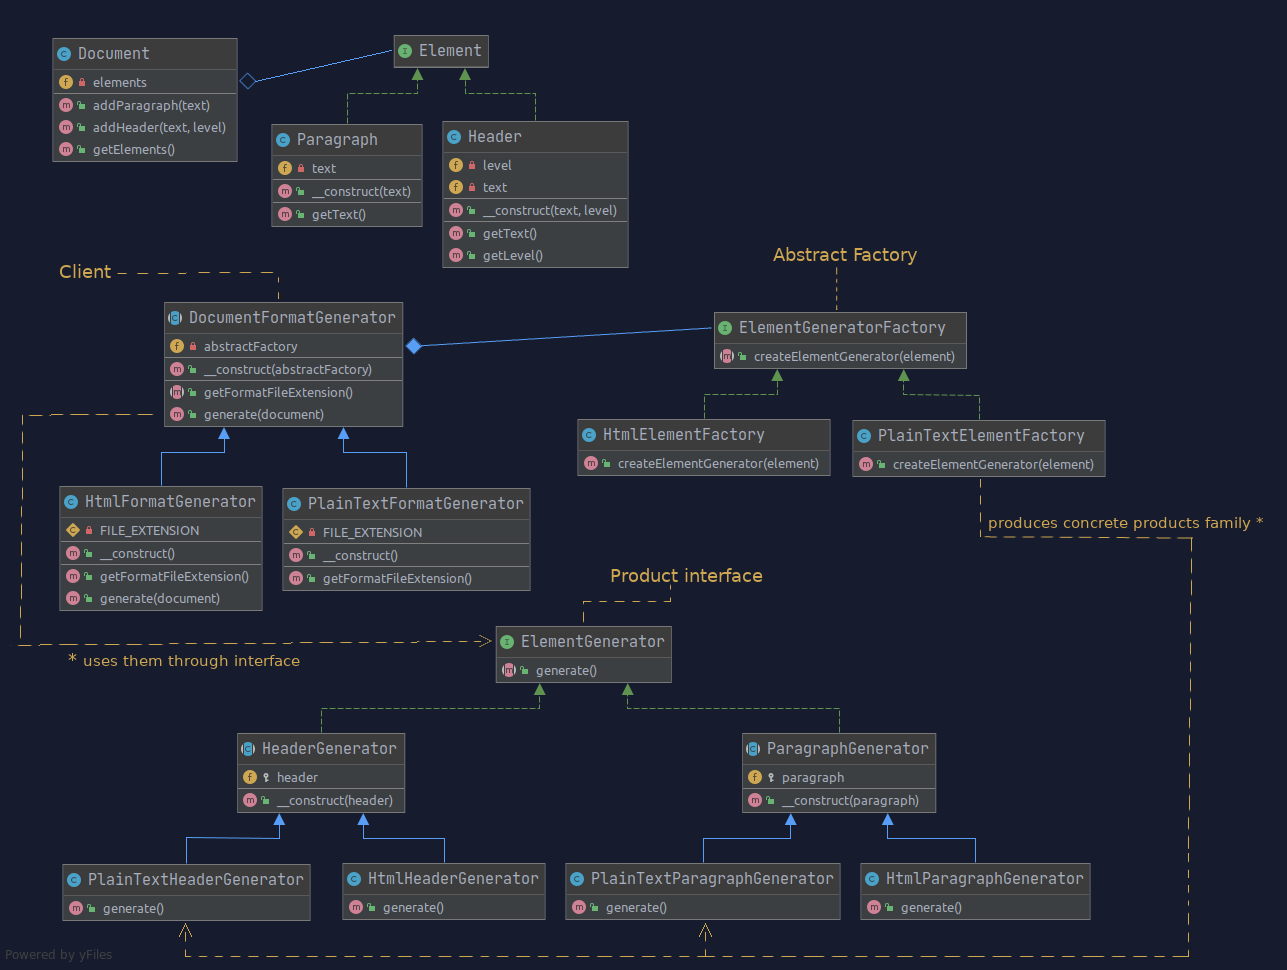 Document
elements
addParagraph(text)
addHeader(text, level)
getElements()
Element
Paragraph
text
__construct(text)
getText()
Header
level
text
__construct(text, level)
getText()
getLevel()
Client
Abstract Factory
DocumentFormatGenerator
abstractFactory
__construct(abstractFactory)
getFormatFileExtension()
generate(document)
ElementGeneratorFactory
createElementGenerator(element)
HtmlElementFactory
createElementGenerator(element)
PlainTextElementFactory
createElementGenerator(element)
HtmlFormatGenerator
FILE_EXTENSION
__construct()
getFormatFileExtension()
generate(document)
PlainTextFormatGenerator
FILE_EXTENSION
__construct()
getFormatFileExtension()
produces concrete products family *
Product interface
ElementGenerator
generate()
* uses them through interface
HeaderGenerator
header
__construct(header)
ParagraphGenerator
paragraph
__construct(paragraph)
PlainTextHeaderGenerator
generate()
HtmlHeaderGenerator
generate()
PlainTextParagraphGenerator
generate()
HtmlParagraphGenerator
generate()
Powered by yFiles